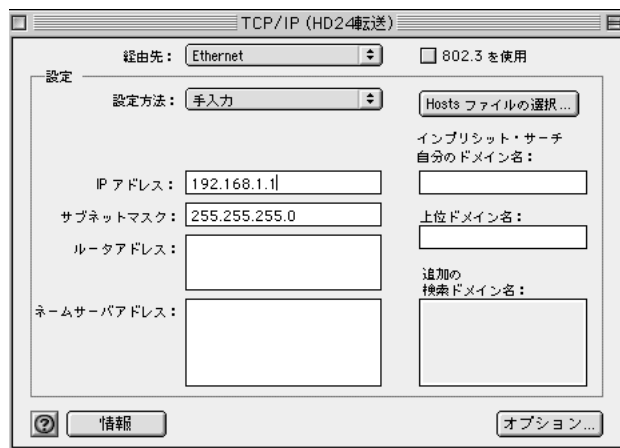 TCP/IP (HD24転送)
経由先: Ethernet
802.3 を使用
設定
設定方法: 手入力
Hosts ファイルの選択...
インプリシット・サーチ
自分のドメイン名:
IP アドレス: 192.168.1.1
サブネットマスク: 255.255.255.0
上位ドメイン名:
ルータアドレス:
追加の
検索ドメイン名:
ネームサーバアドレス:
?
情報
オプション...